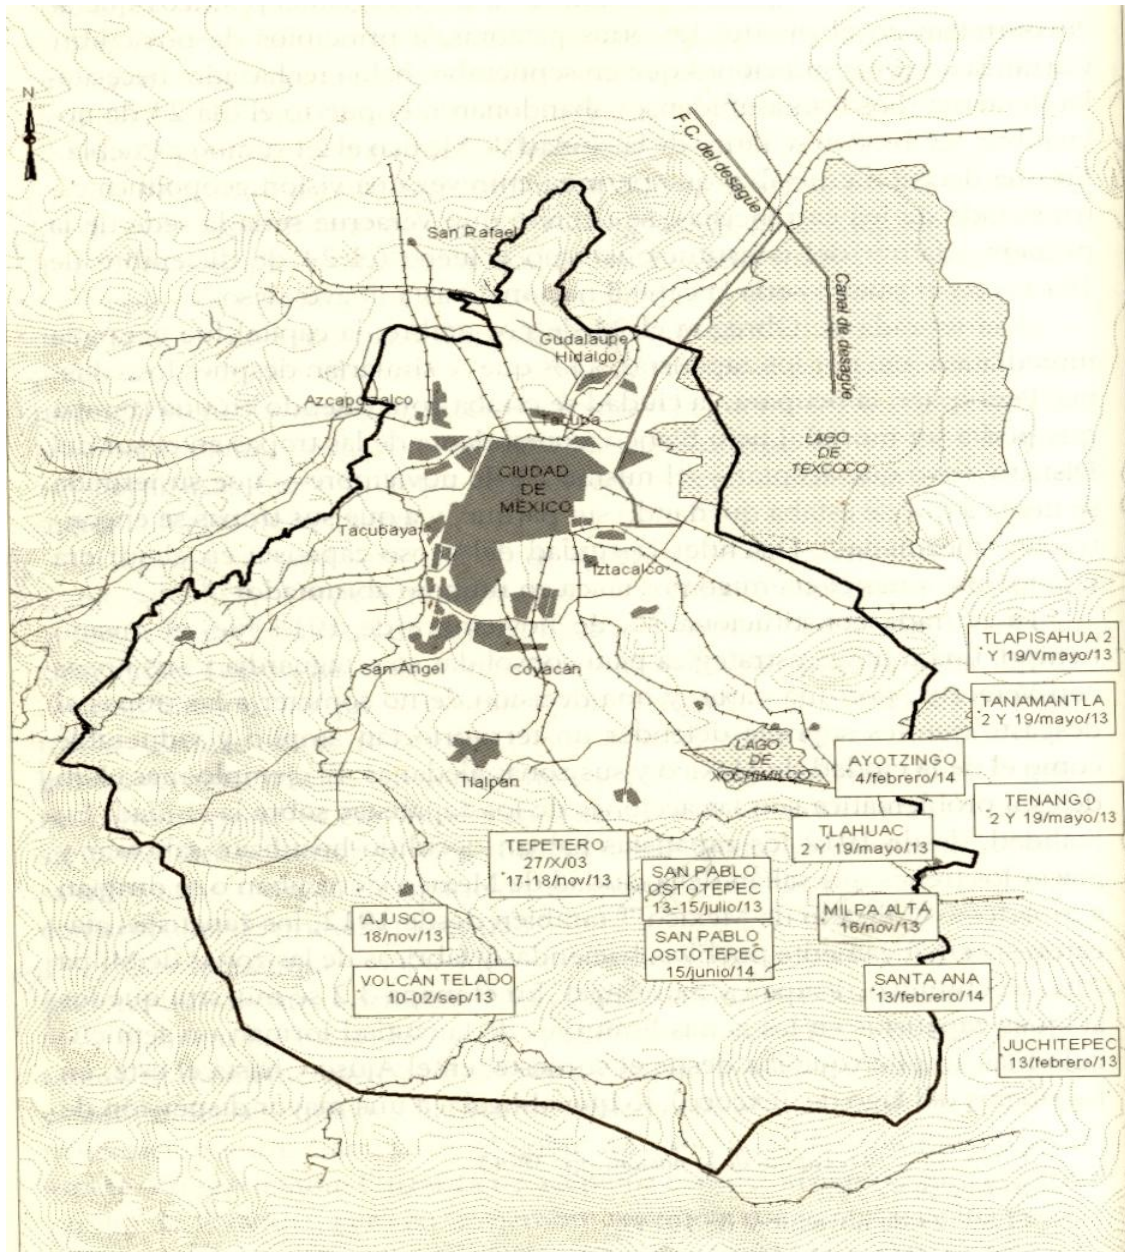 N
F.C. del desagüe
San Rafael
Canal de desagüe
Gudalaupe
Hidalgo
Azcapozalco
Tacuba
LAGO
DE
TEXCOCO
CIUDAD
DE
MÉXICO
Tacubaya
Iztacalco
San Angel
Coyacán
TLAPISAHUA 2
Y 19/Vmayo/13
TANAMANTLA
2 Y 19/mayo/13
LAGO
DE
XOCHIMILCO
AYOTZINGO
4/febrero/14
Tlalpan
TENANGO
2 Y 19/mayo/13
TLAHUAC
2 Y 19/mayo/13
TEPETERO
27/X/03
17-18/nov/13
SAN PABLO
OSTOTEPEC
13-15/julio/13
MILPA ALTA
16/nov/13
AJUSCO
18/nov/13
SAN PABLO
OSTOTEPEC
15/junio/14
VOLCÁN TELADO
10-02/sep/13
SANTA ANA
13/febrero/14
JUCHITEPEC
13/febrero/13